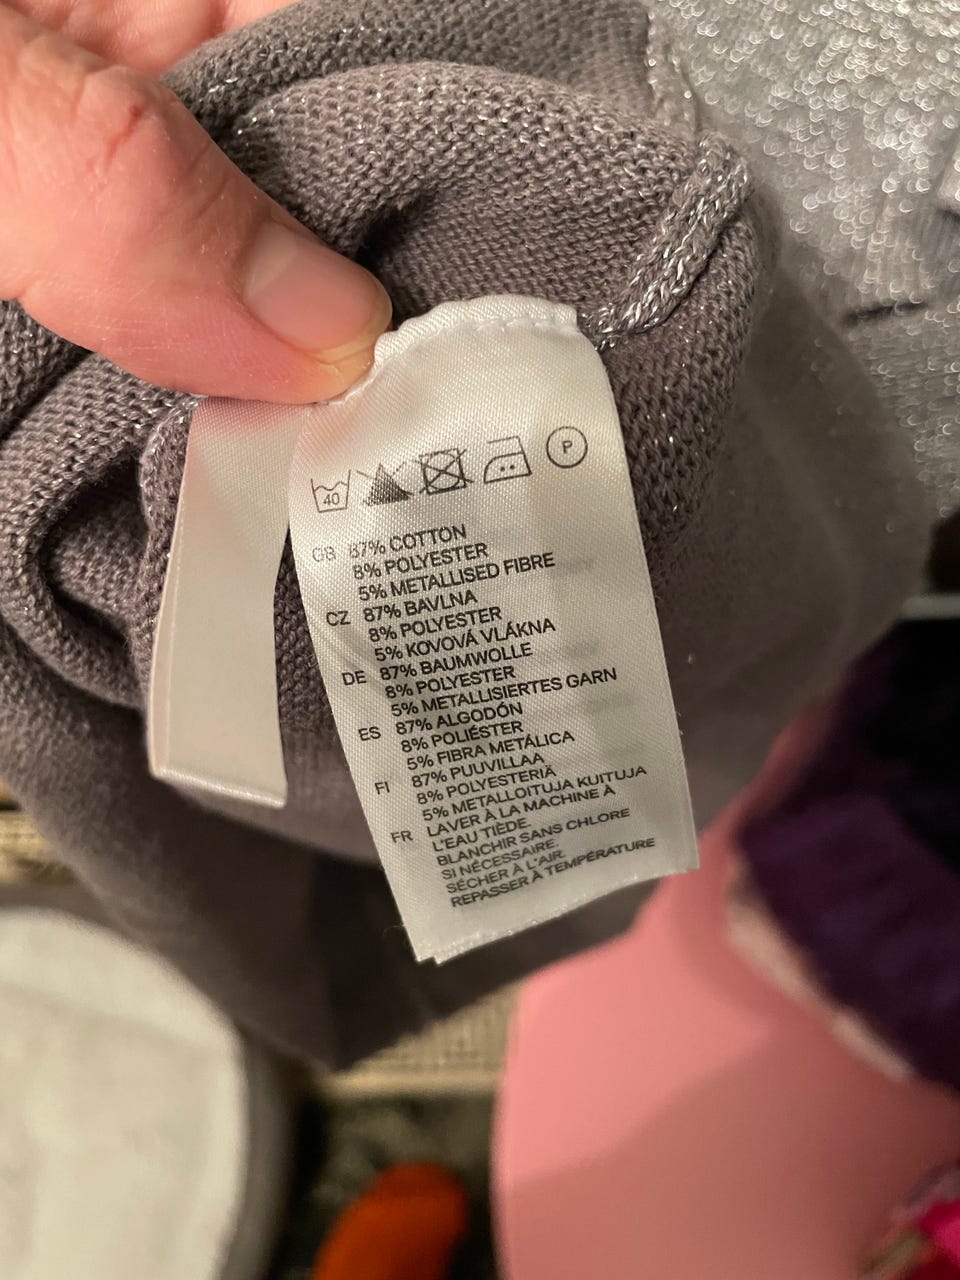 40
P
GB 87% COTTON
8% POLYESTER
5% METALLISED FIBRE
CZ 87% BAVLNA
8% POLYESTER
5% KOVOVÁ VLÁKNA
DE 87% BAUMWOLLE
8% POLYESTER
5% METALLISIERTES GARN
ES 87% ALGODÓN
8% POLIÉSTER
5% FIBRA METÁLICA
FI 87% PUUVILLAA
8% POLYESTERIÄ
5% METALLOITUJA KUITUJA
FR LAVER À LA MACHINE À
L'EAU TIÈDE.
BLANCHIR SANS CHLORE
SI NÉCESSAIRE.
SÉCHER À L'AIR.
REPASSER À TEMPÉRATURE